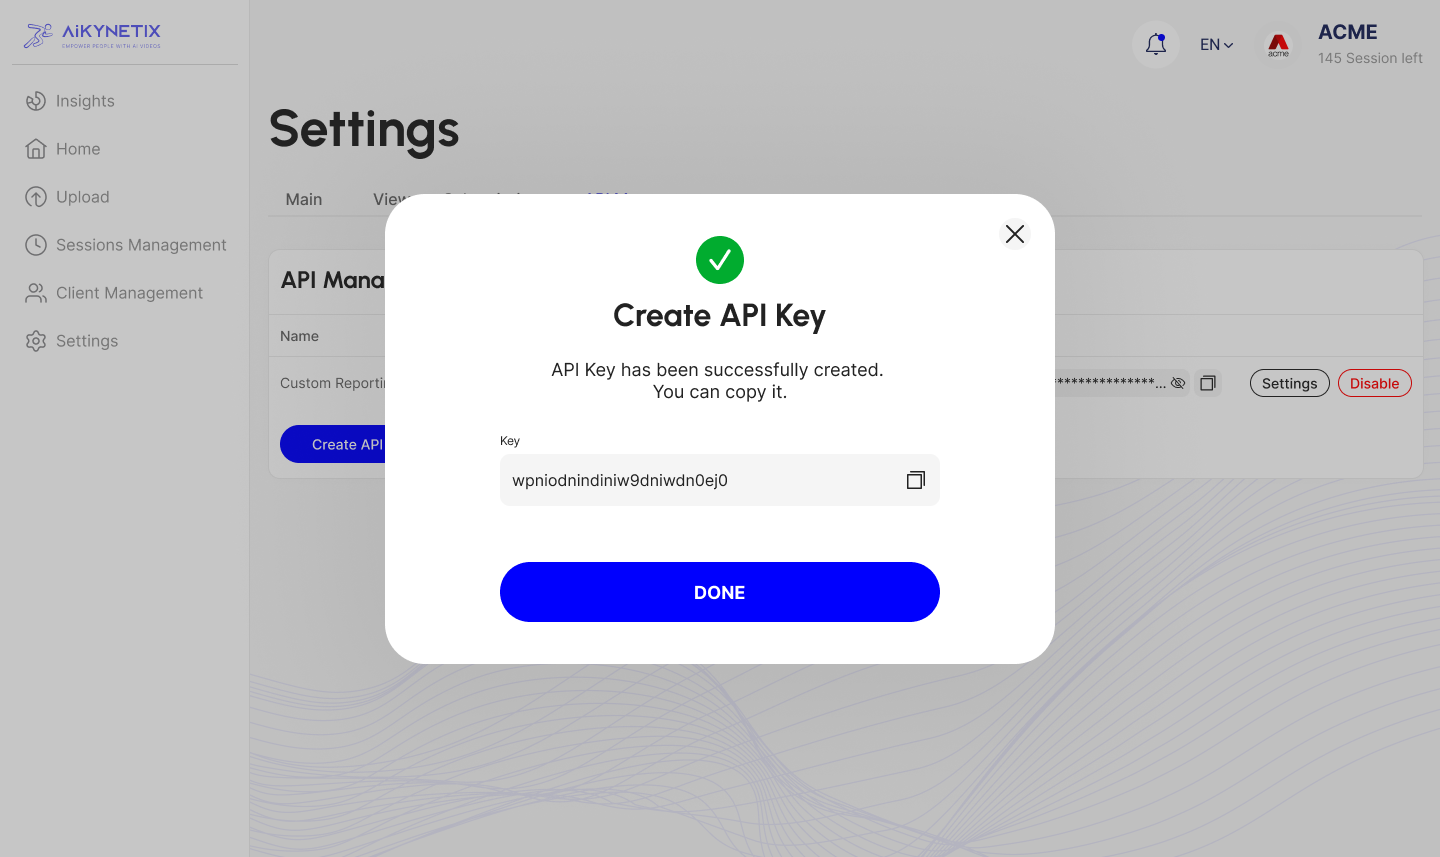 AiKYNETIX
EMPOWER PEOPLE WITH AI VIDEOS
Insights
Home
Upload
Sessions Management
Client Management
Settings
EN
acme
ACME
145 Session left
Settings
Main
API Mana
Name
Custom Reportin
***************...
Settings
Disable
Create API
Create API Key
API Key has been successfully created.
You can copy it.
Key
wpniodnindiniw9dniwdn0ej0
DONE